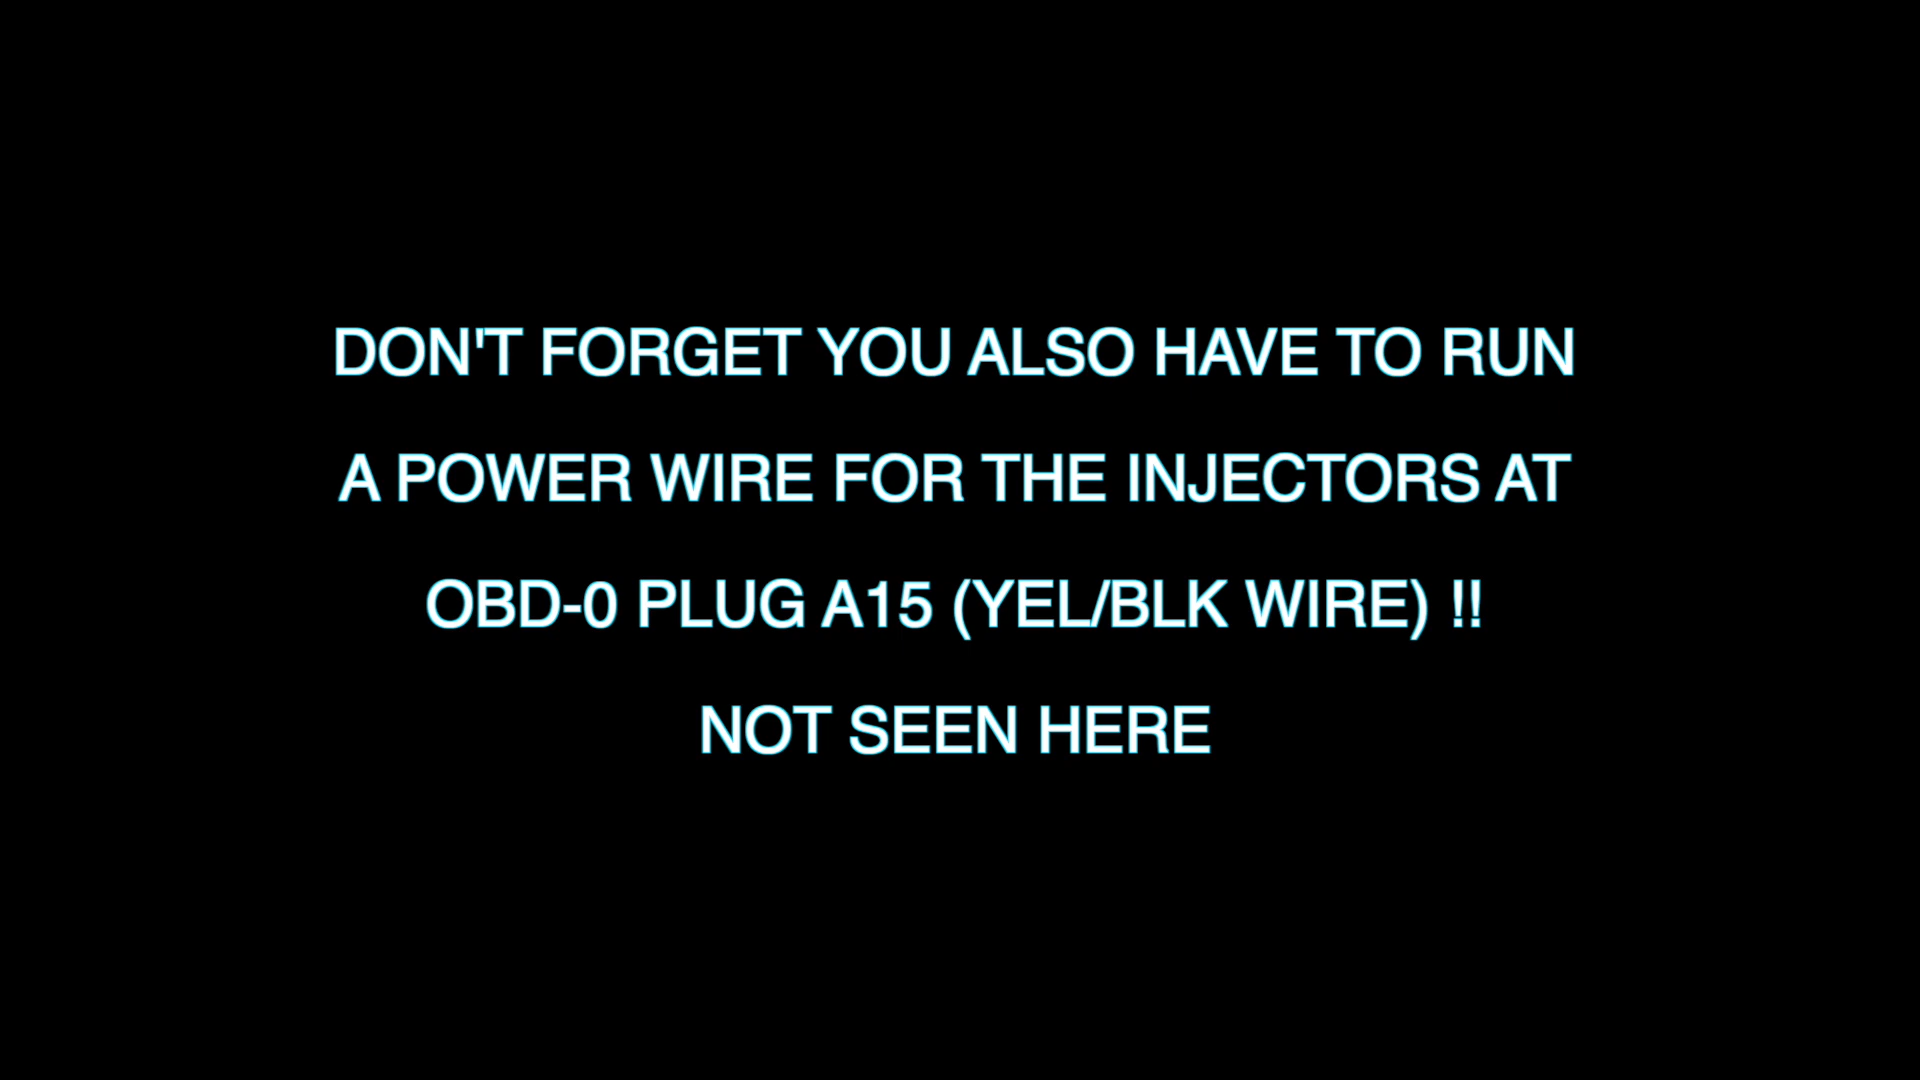 DON'T FORGET YOU ALSO HAVE TO RUN
A POWER WIRE FOR THE INJECTORS AT
OBD-0 PLUG A15 (YEL/BLK WIRE) !!
NOT SEEN HERE